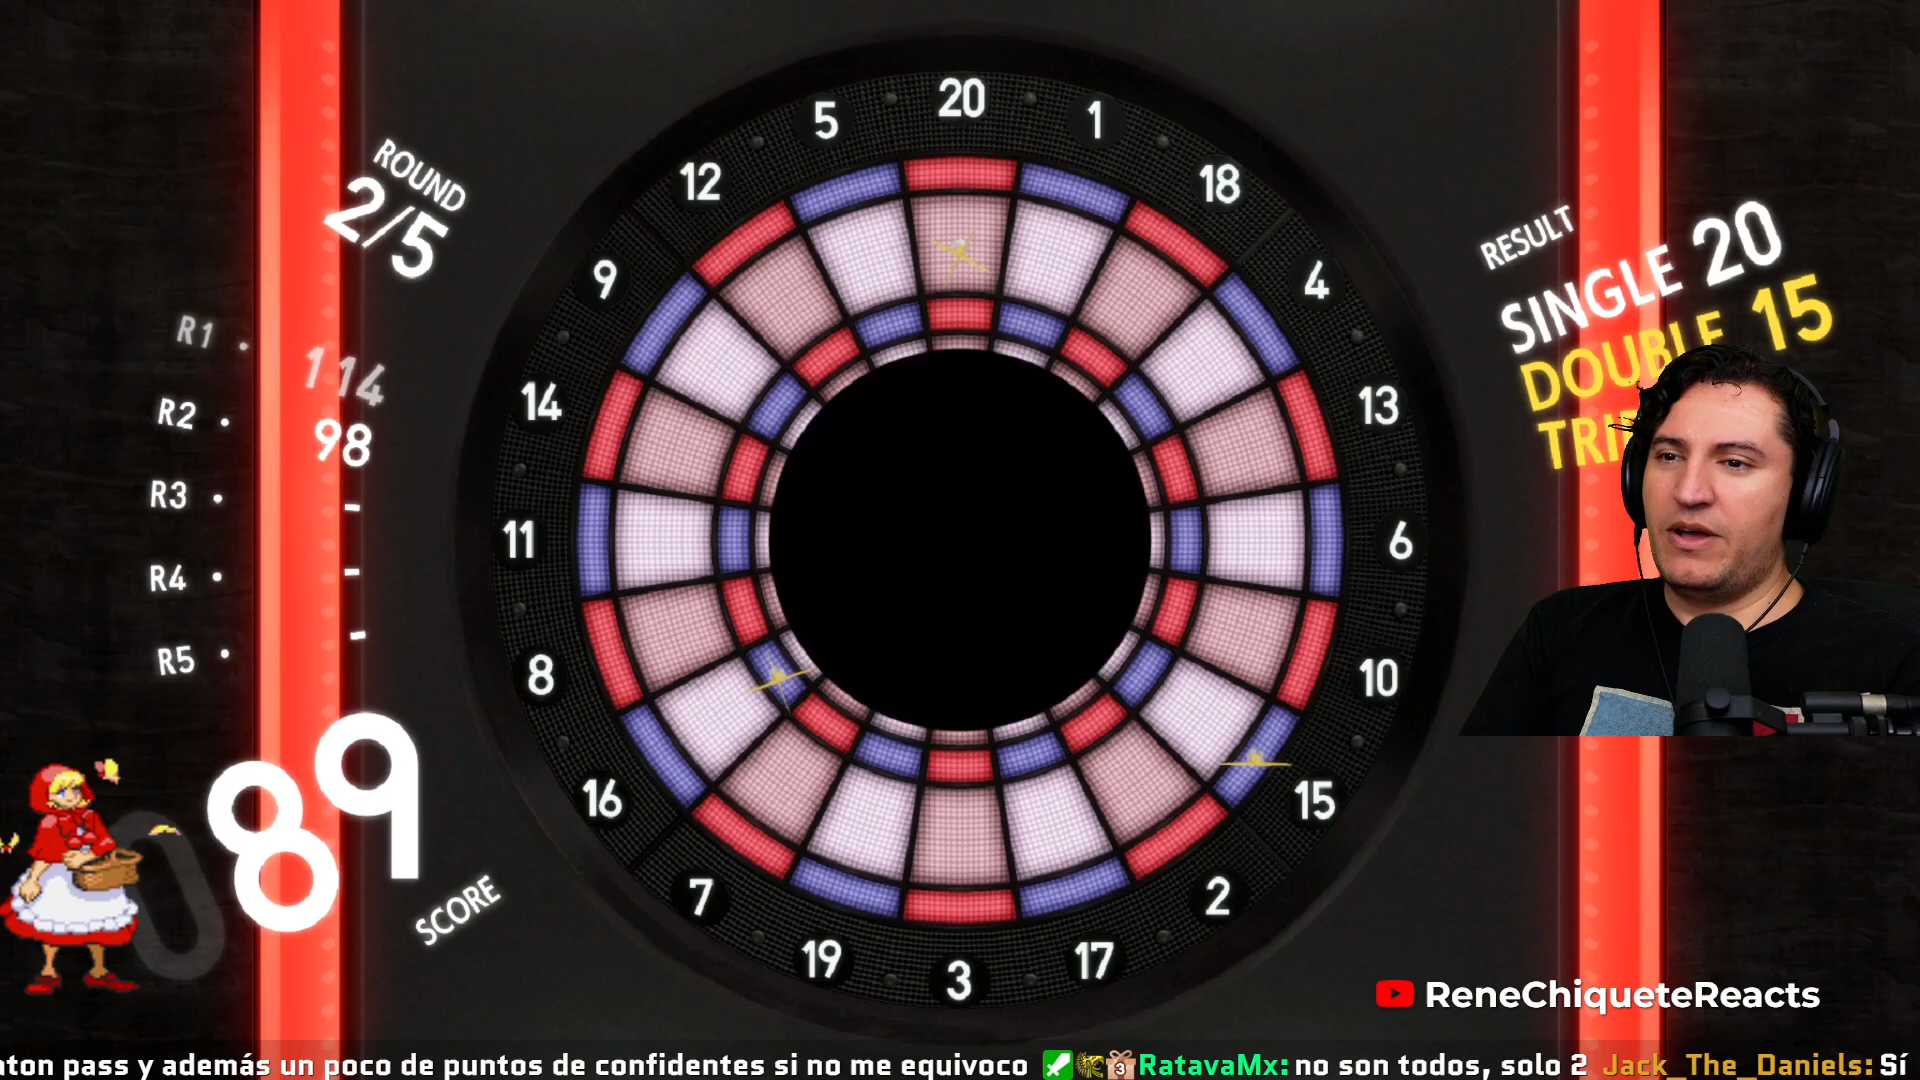 ROUND
2/5
R1
114
R2
98
R3
-
R4
-
R5
-
89
SCORE
20
1
18
4
13
6
10
15
2
17
3
19
7
16
8
11
14
9
12
5
RESULT
SINGLE 20
DOUBLE 15
ReneChiqueteReacts
pass y además un poco de puntos de confidentes si no me equivoco 3 RatavaMx: no son todos, solo 2 Jack_The_Daniels: Sí